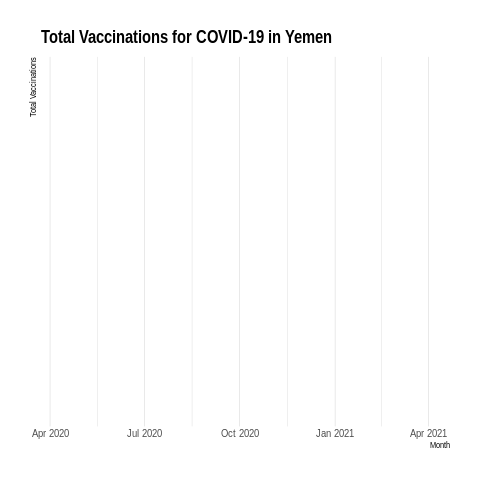 Total Vaccinations for COVID-19 in Yemen
Total Vaccinations
Apr 2020 Jul 2020 Oct 2020 Jan 2021 Apr 2021
Month